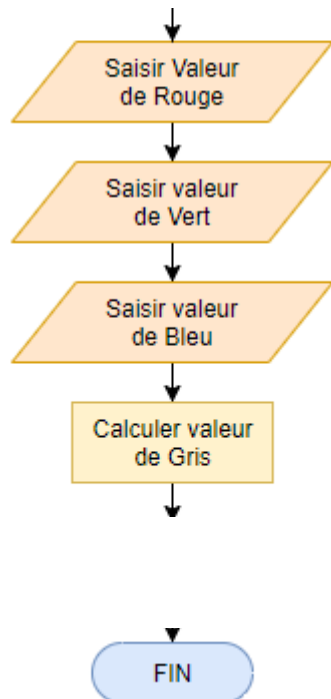 Saisir Valeur
de Rouge
Saisir valeur
de Vert
Saisir valeur
de Bleu
Calculer valeur
de Gris
FIN